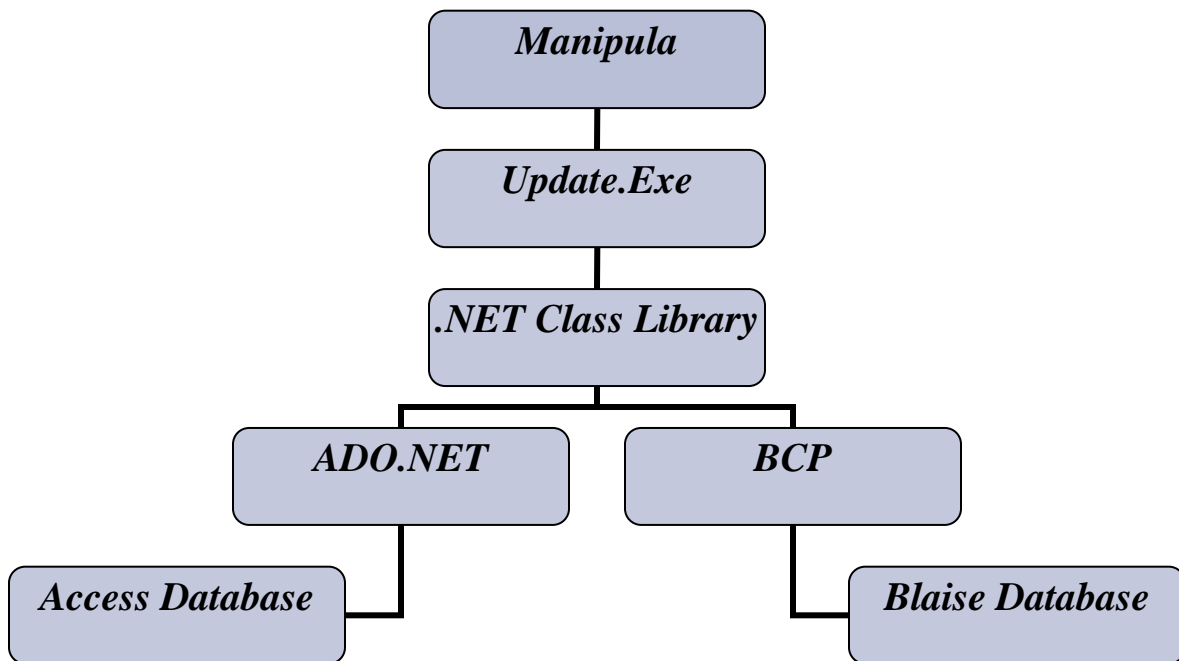 Manipula
Update.Exe
.NET Class Library
ADO.NET
BCP
Access Database
Blaise Database